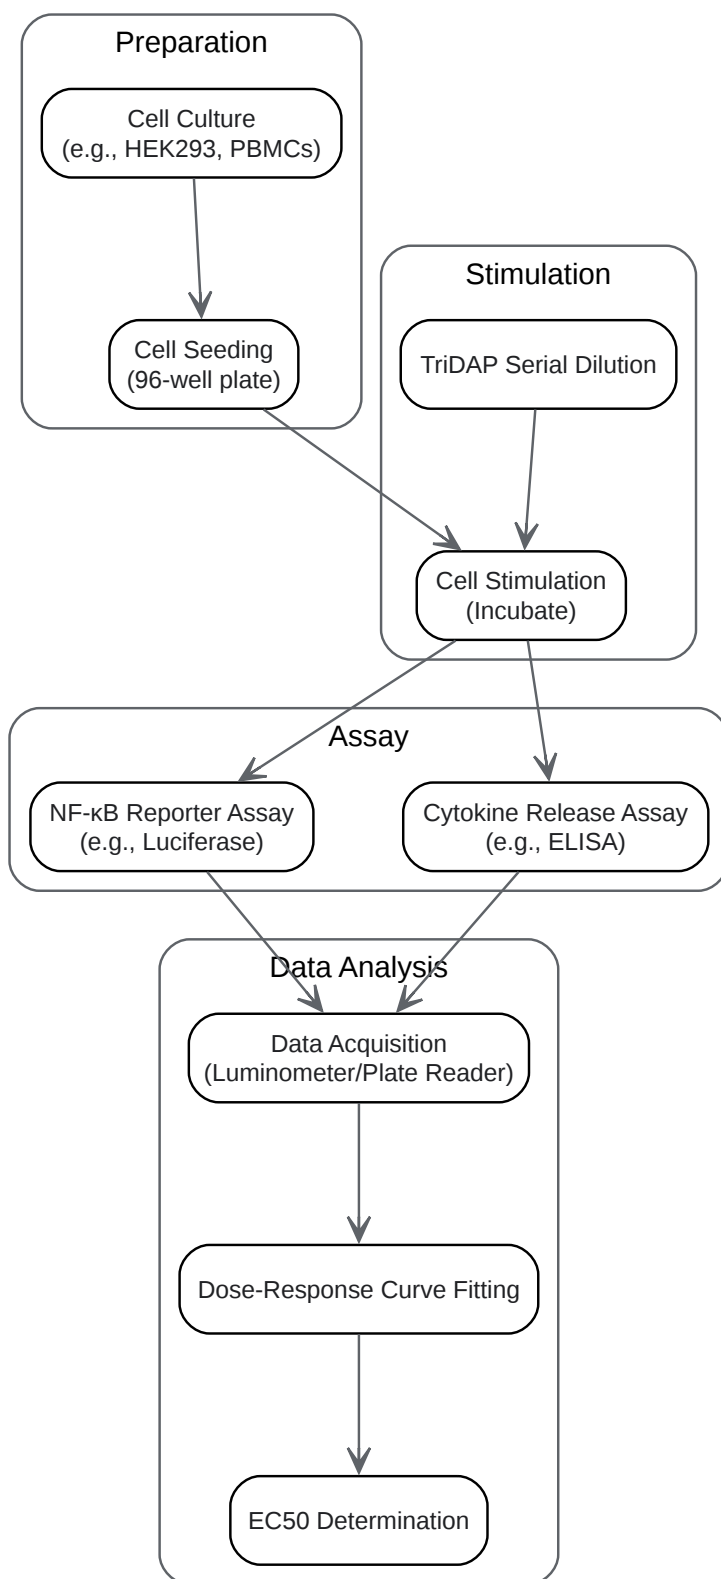 Preparation
Cell Culture
(e.g., HEK293, PBMCs)
Cell Seeding
(96-well plate)
Stimulation
TriDAP Serial Dilution
Cell Stimulation
(Incubate)
Assay
NF-κB Reporter Assay
(e.g., Luciferase)
Cytokine Release Assay
(e.g., ELISA)
Data Analysis
Data Acquisition
(Luminometer/Plate Reader)
Dose-Response Curve Fitting
EC50 Determination